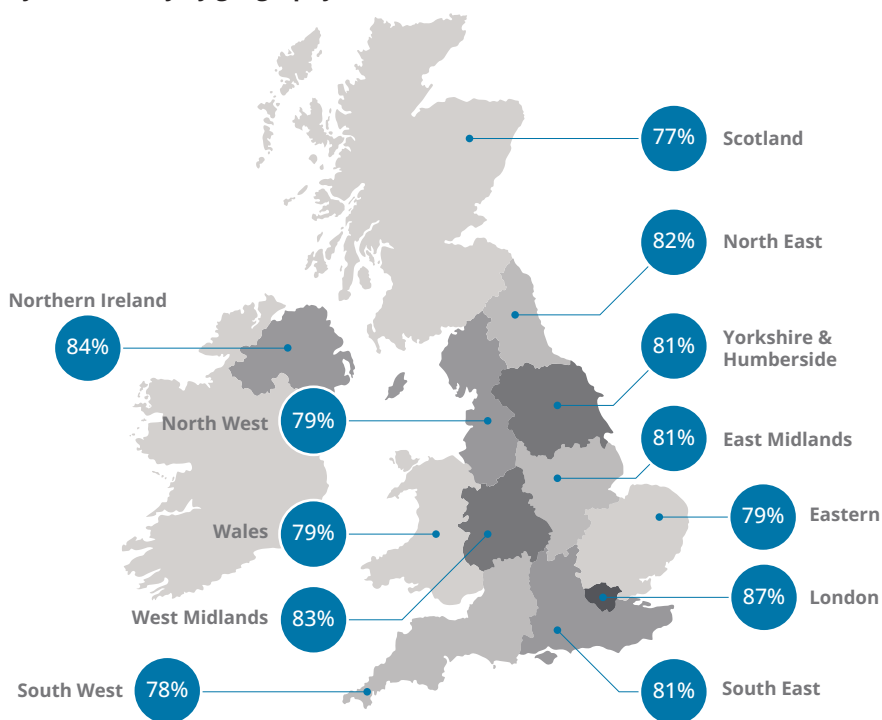 77%
Scotland
82%
North East
Northern Ireland
84%
81%
Yorkshire &
Humberside
North West
79%
81%
East Midlands
Wales
79%
79%
Eastern
87%
London
West Midlands
83%
South West
78%
81%
South East